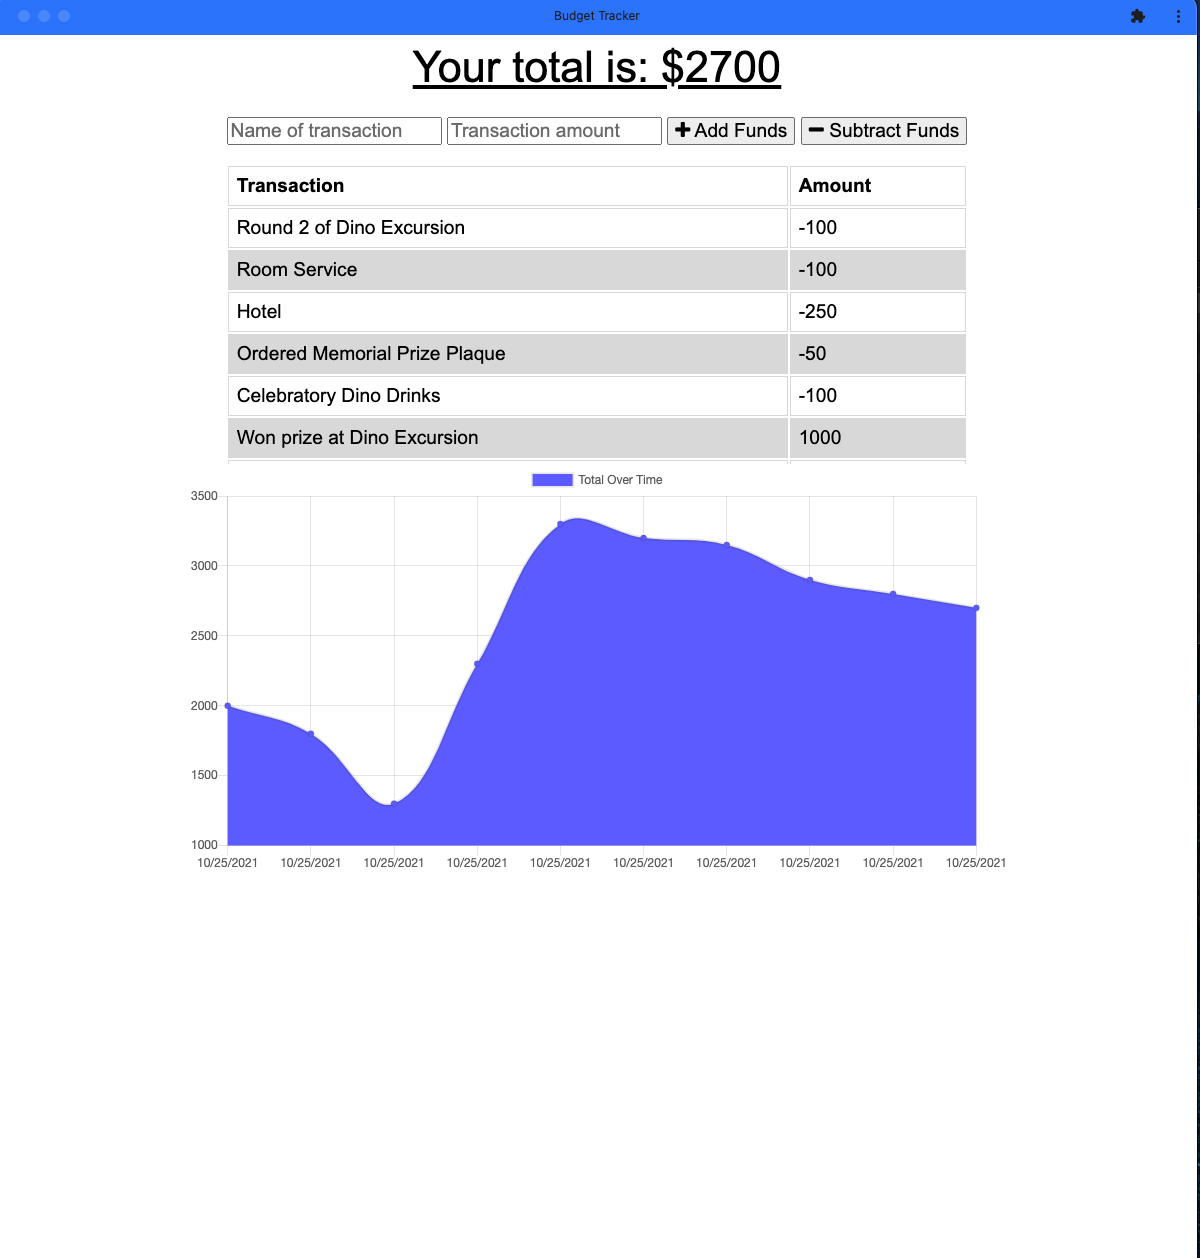 Budget Tracker
Your total is: $2700
Name of transaction Transaction amount Add Funds Subtract Funds
Transaction Amount
Round 2 of Dino Excursion -100
Room Service -100
Hotel -250
Ordered Memorial Prize Plaque -50
Celebratory Dino Drinks -100
Won prize at Dino Excursion 1000
Total Over Time
3500
3000
2500
2000
1500
1000
10/25/2021 10/25/2021 10/25/2021 10/25/2021 10/25/2021 10/25/2021 10/25/2021 10/25/2021 10/25/2021 10/25/2021